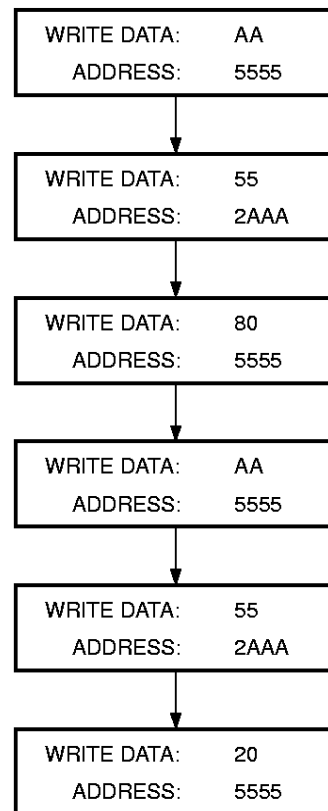 WRITE DATA: AA
ADDRESS: 5555
WRITE DATA: 55
ADDRESS: 2AAA
WRITE DATA: 80
ADDRESS: 5555
WRITE DATA: AA
ADDRESS: 5555
WRITE DATA: 55
ADDRESS: 2AAA
WRITE DATA: 20
ADDRESS: 5555